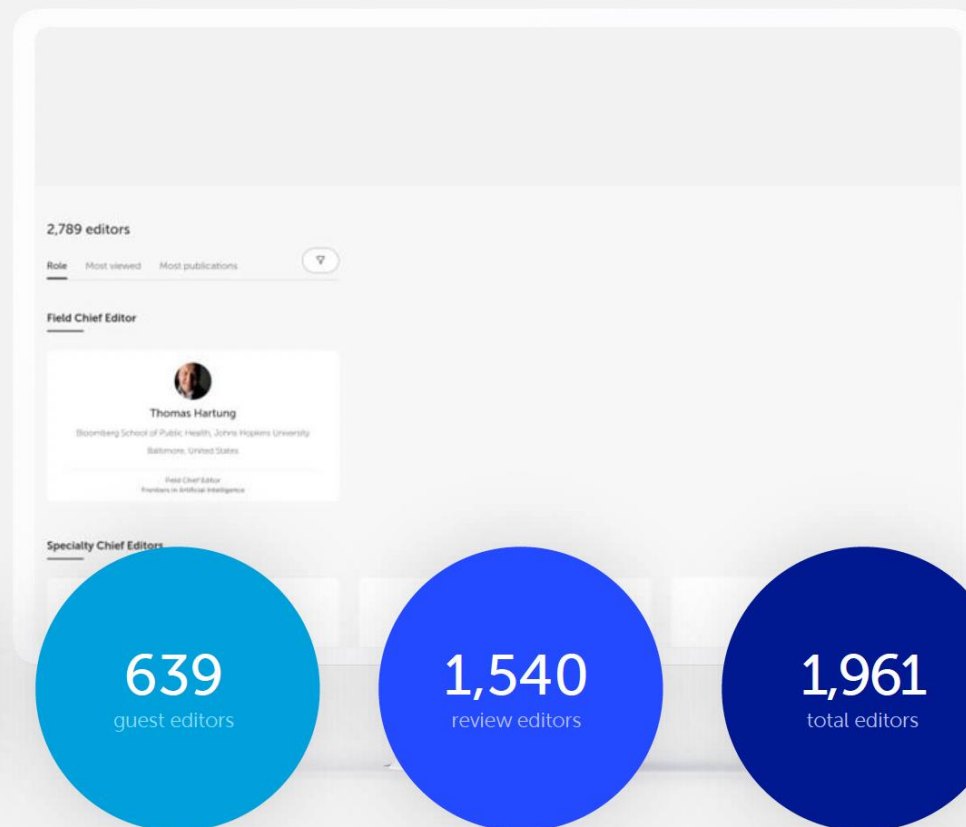 2,789 editors
Role Most viewed Most publications
Field Chief Editor
Thomas Hartung
Bloomberg School of Public Health, Johns Hopkins University
Baltimore, United States
Field Chief Editor
Frontiers in Artificial Intelligence
Specialty Chief Editors
639
guest editors
1,540
review editors
1,961
total editors